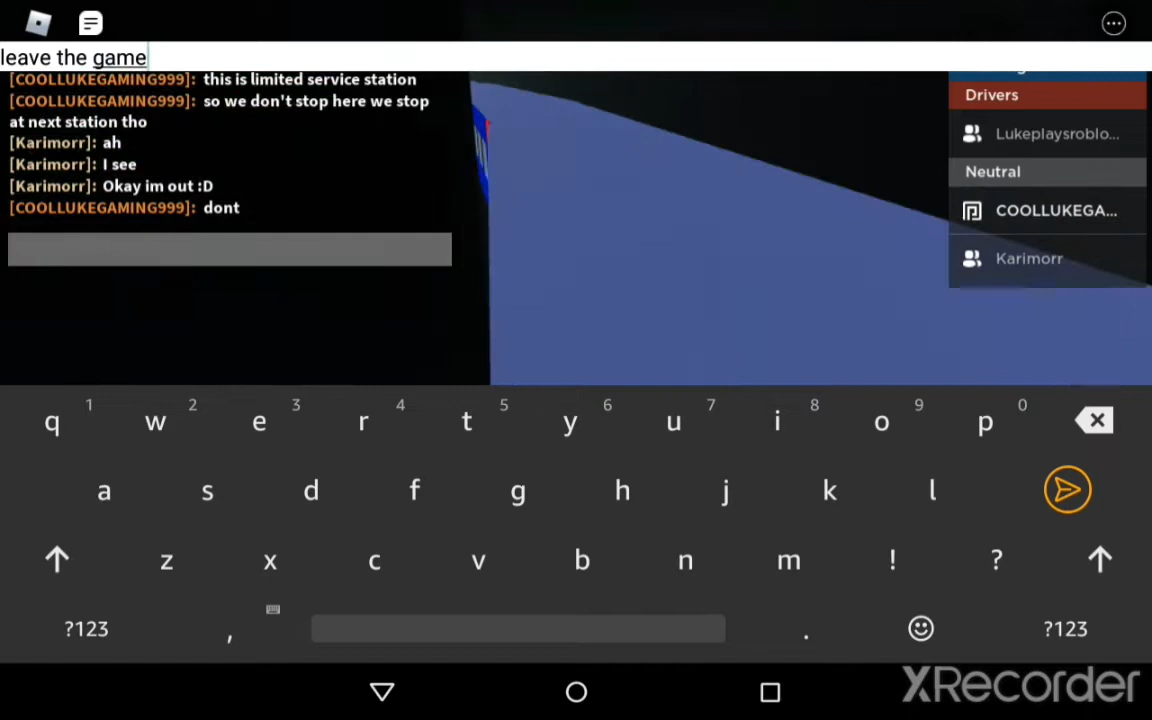 leave the game
[COOLLUKEGAMING999]: this is limited service station
[COOLLUKEGAMING999]: so we don't stop here we stop
at next station tho
[Karimorr]: ah
[Karimorr]: I see
[Karimorr]: Okay im out :D
[COOLLUKEGAMING999]: dont
Drivers
Lukeplaysroblo...
Neutral
COOLLUKEGA...
Karimorr
1 2 3 4 5 6 7 8 9 0
q w e r t y u i o p
a s d f g h j k l
z x c v b n m ! ?
?123 , . ?123
XRecorder